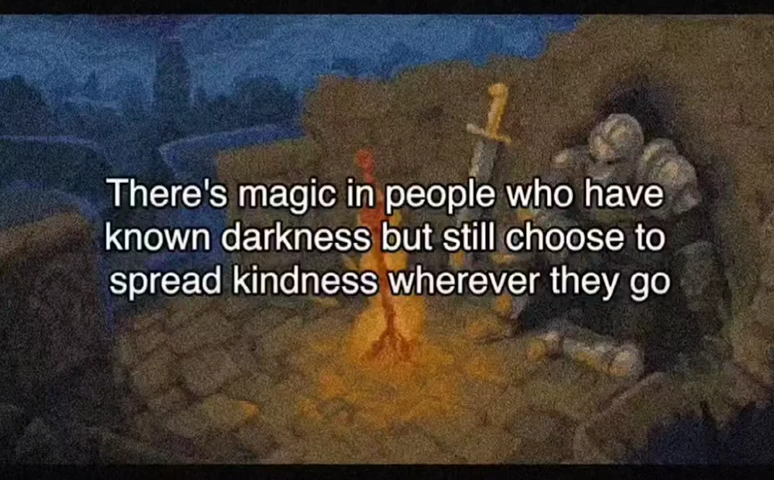 There's magic in people who have
known darkness but still choose to
spread kindness wherever they go